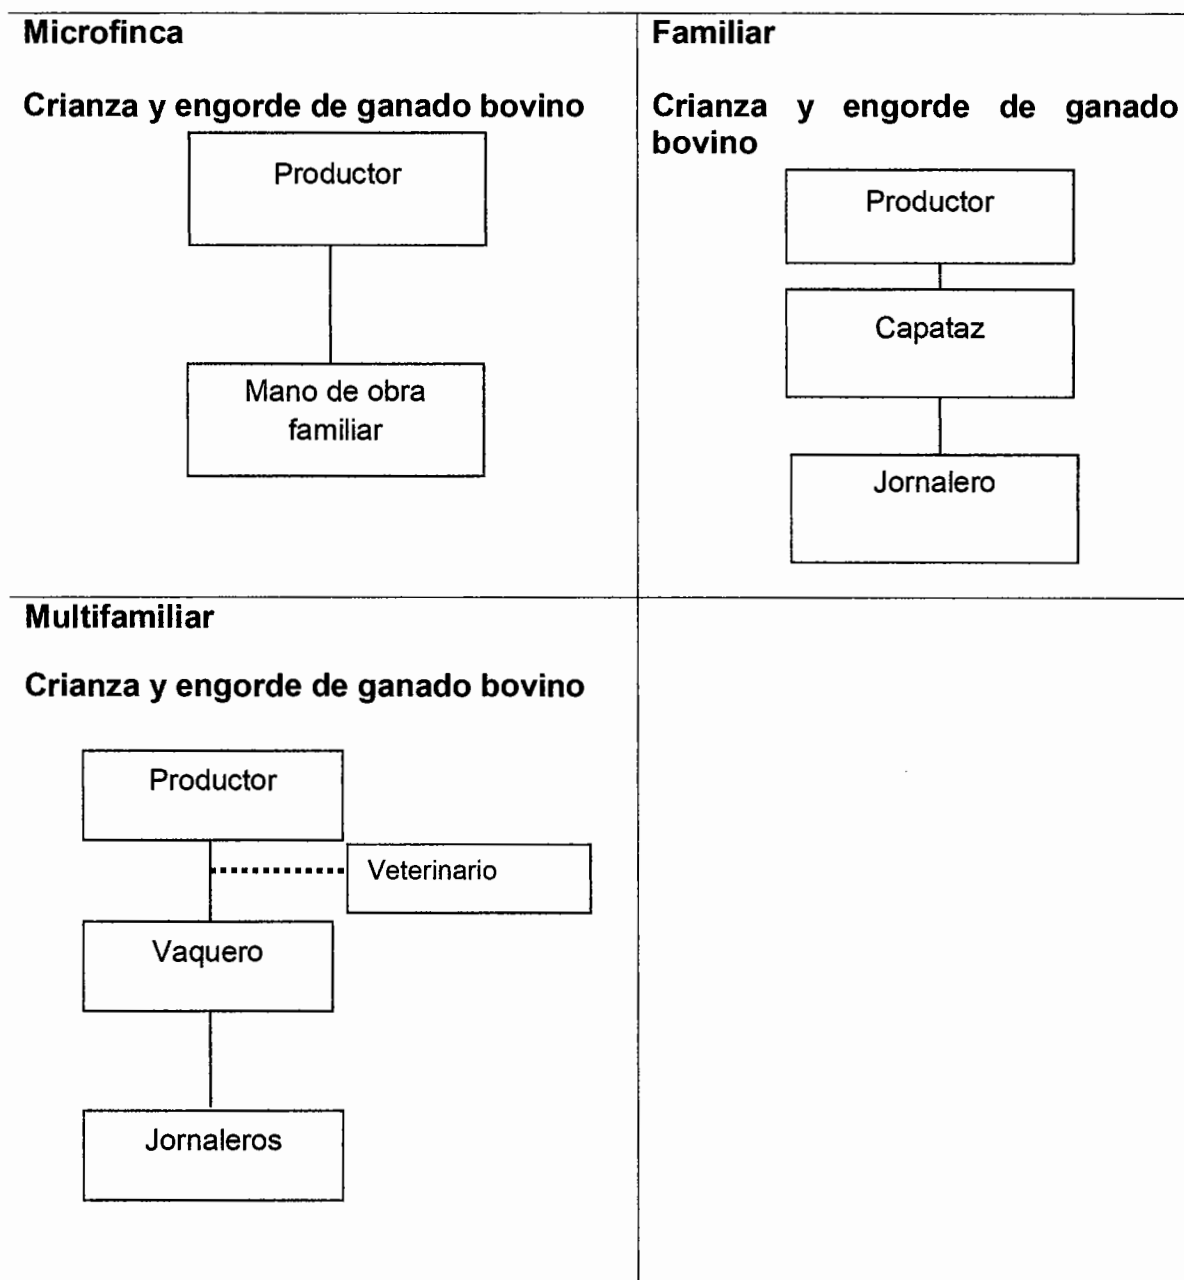 Microfinca
Crianza y engorde de ganado bovino
Productor
Mano de obra
familiar
Familiar
Crianza y engorde de ganado
bovino
Productor
Capataz
Jornalero
Multifamiliar
Crianza y engorde de ganado bovino
Productor
Veterinario
Vaquero
Jornaleros